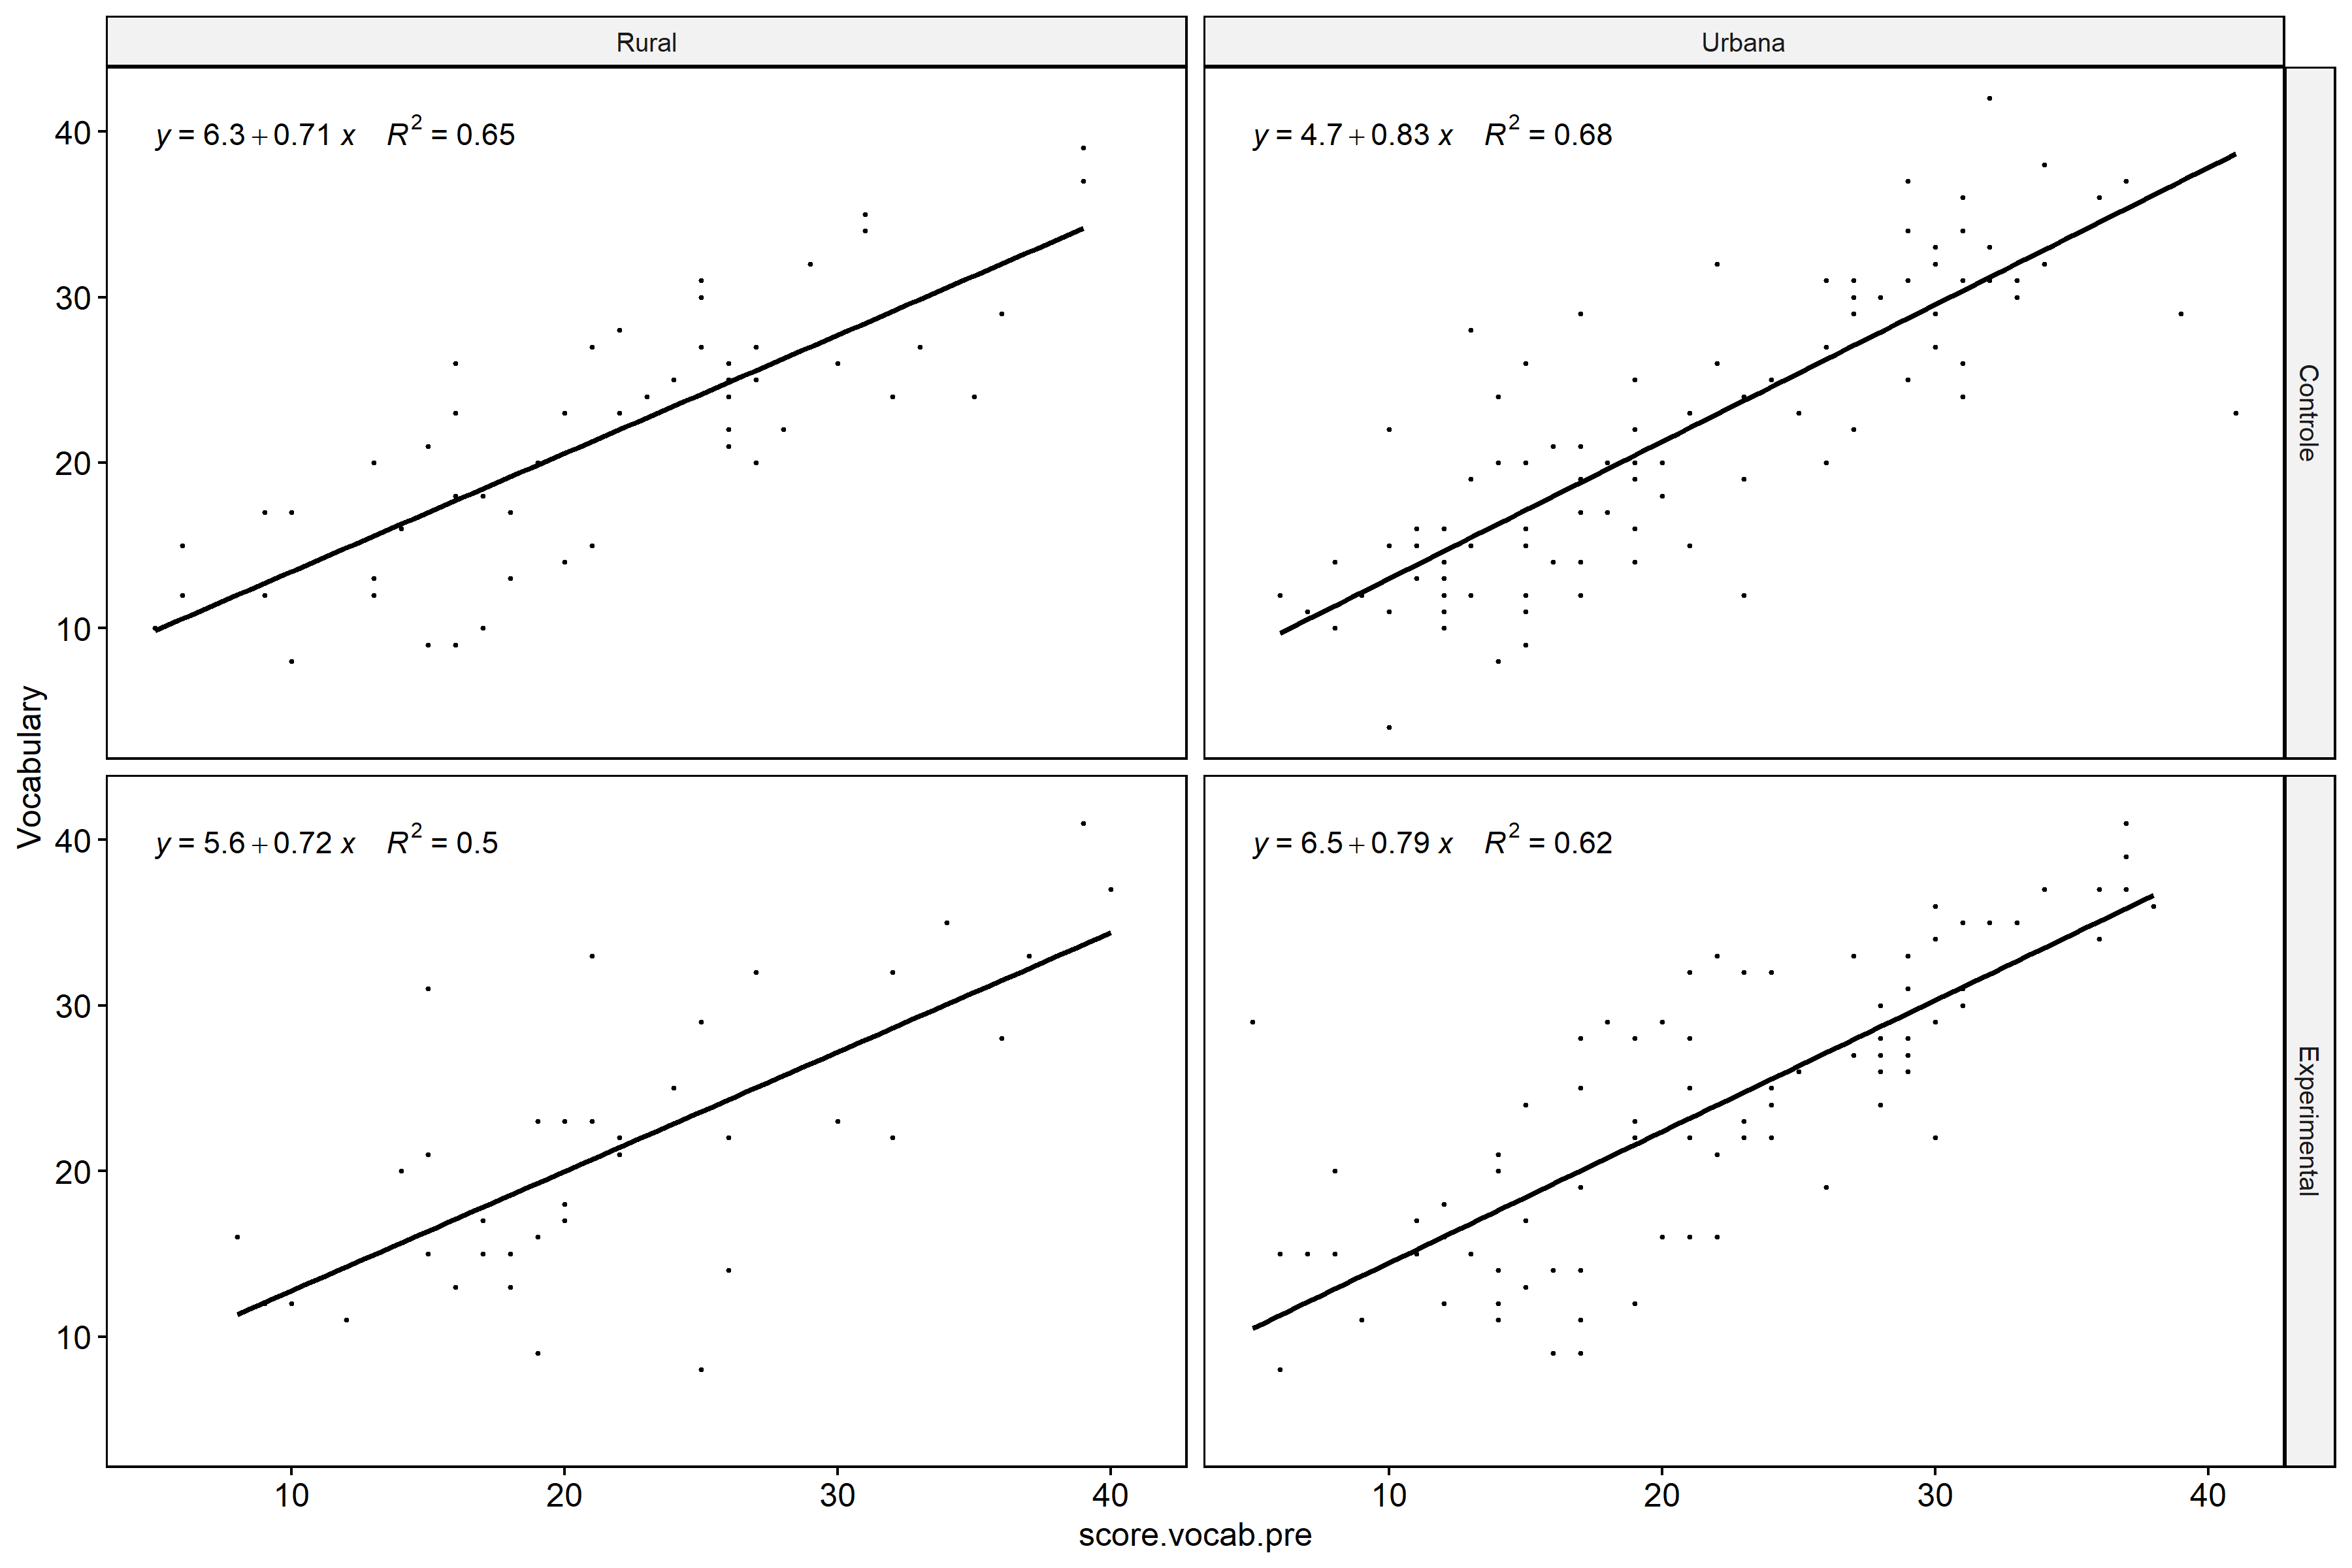 Rural
Urbana
y = 6.3 + 0.71 x R² = 0.65
y = 4.7 + 0.83 x R² = 0.68
40
30
20
10
Controle
Vocabulary
y = 5.6 + 0.72 x R² = 0.5
y = 6.5 + 0.79 x R² = 0.62
40
30
20
10
Experimental
10 20 30 40 10 20 30 40
score.vocab.pre